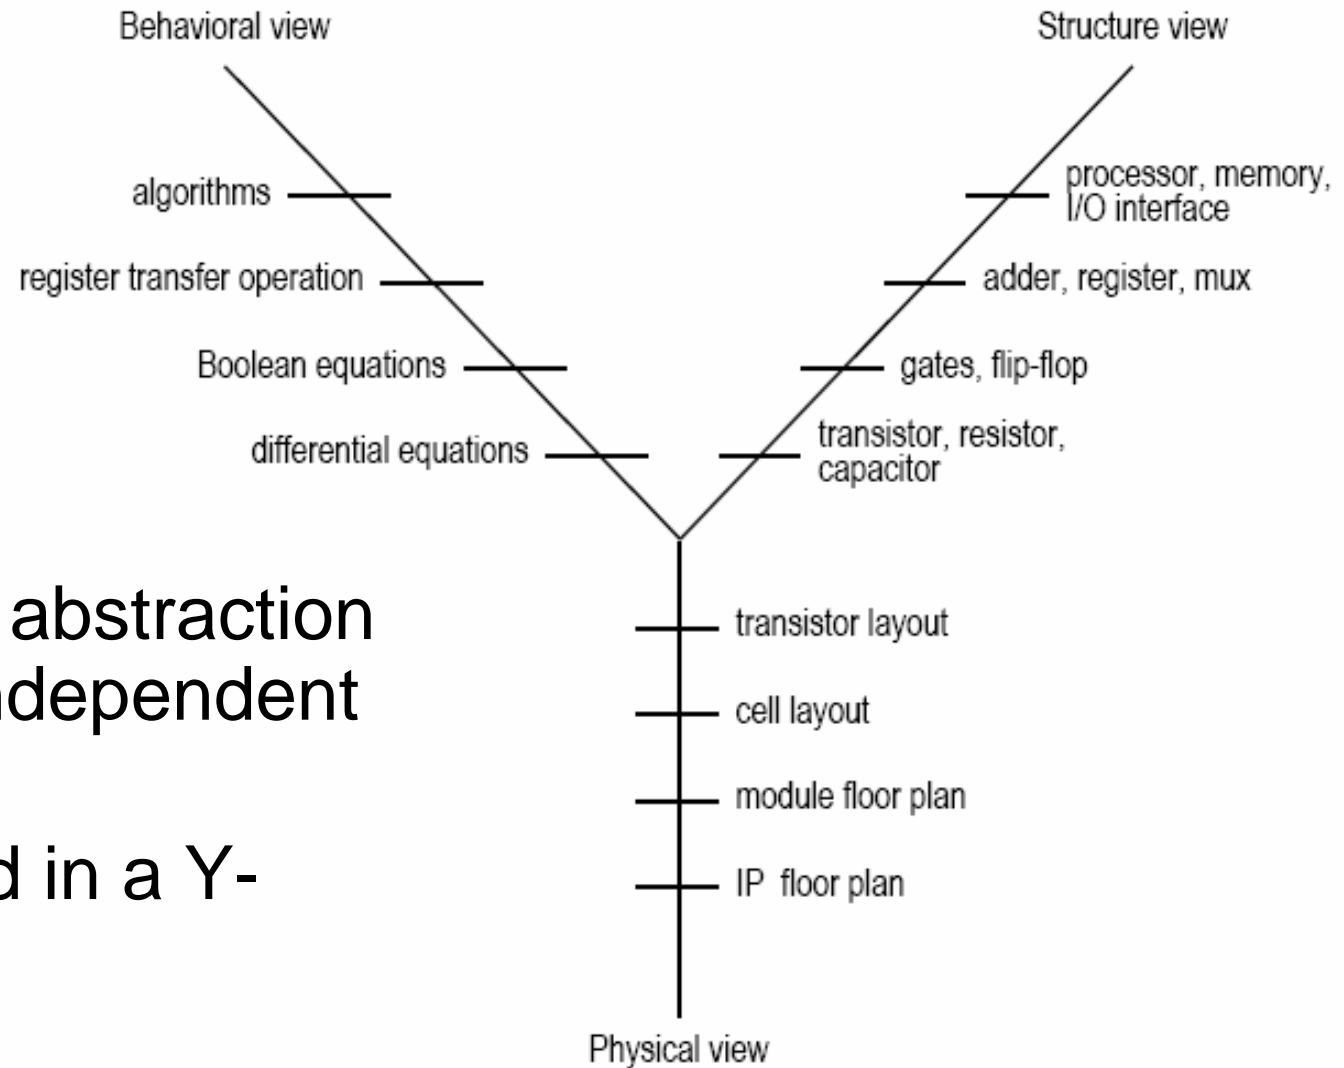 Behavioral view
Structure view
algorithms
processor, memory,
I/O interface
register transfer operation
adder, register, mux
Boolean equations
gates, flip-flop
differential equations
transistor, resistor,
capacitor
abstraction
transistor layout
ndependent
cell layout
module floor plan
d in a Y-
IP floor plan
Physical view